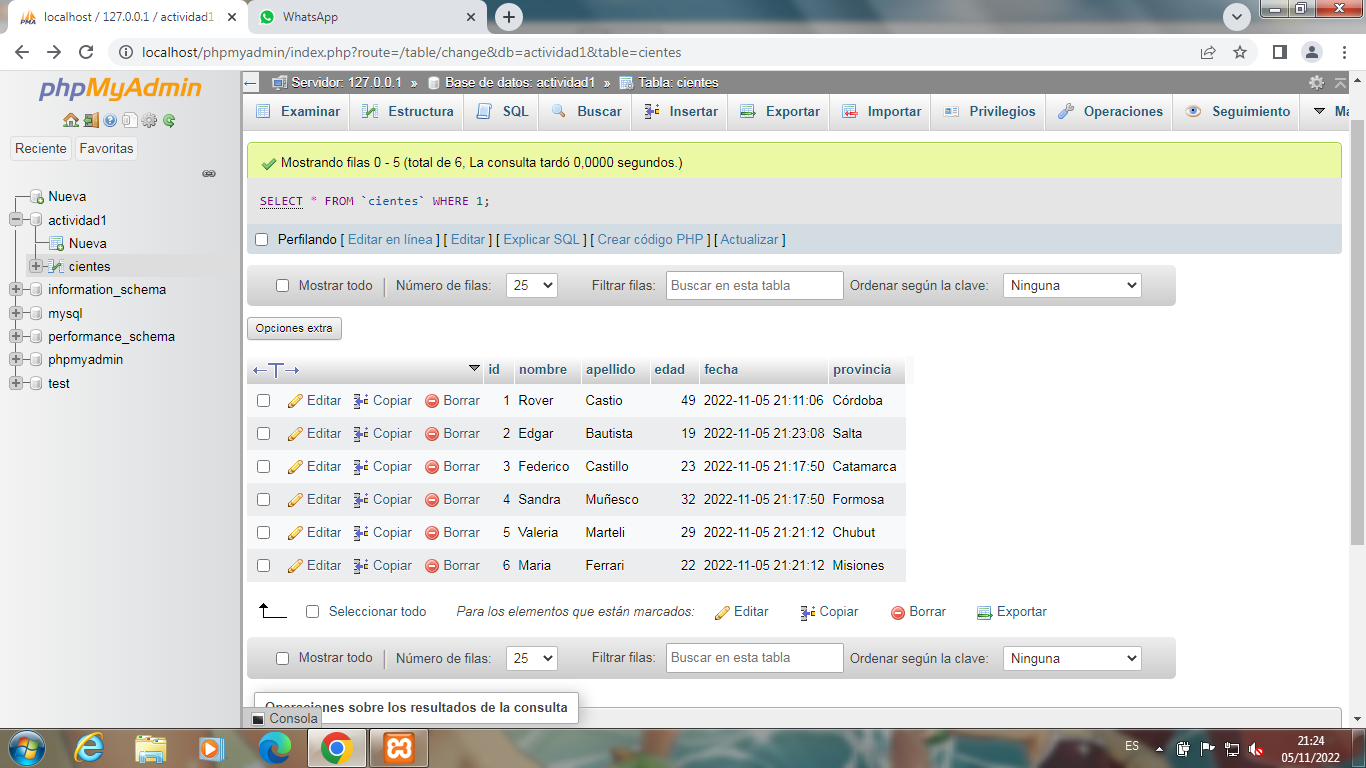 localhost / 127.0.0.1 / actividad1
WhatsApp
localhost/phpmyadmin/index.php?route=/table/change&db=actividad1&table=cientes
phpMyAdmin
Reciente Favoritas
Nueva
actividad1
Nueva
cientes
information_schema
mysql
performance_schema
phpmyadmin
test
Servidor: 127.0.0.1 » Base de datos: actividad1 » Tabla: cientes
Examinar Estructura SQL Buscar Insertar Exportar Importar Privilegios Operaciones Seguimiento Ma
Mostrando filas 0 - 5 (total de 6, La consulta tardó 0,0000 segundos.)
SELECT * FROM `cientes` WHERE 1;
Perfilando [ Editar en línea ] [ Editar ] [ Explicar SQL ] [ Crear código PHP ] [ Actualizar ]
Mostrar todo Número de filas: 25 Filtrar filas: Buscar en esta tabla Ordenar según la clave: Ninguna
Opciones extra
←T→ id nombre apellido edad fecha provincia
Editar Copiar Borrar 1 Rover Castio 49 2022-11-05 21:11:06 Córdoba
Editar Copiar Borrar 2 Edgar Bautista 19 2022-11-05 21:23:08 Salta
Editar Copiar Borrar 3 Federico Castillo 23 2022-11-05 21:17:50 Catamarca
Editar Copiar Borrar 4 Sandra Muñesco 32 2022-11-05 21:17:50 Formosa
Editar Copiar Borrar 5 Valeria Marteli 29 2022-11-05 21:21:12 Chubut
Editar Copiar Borrar 6 Maria Ferrari 22 2022-11-05 21:21:12 Misiones
Seleccionar todo Para los elementos que están marcados: Editar Copiar Borrar Exportar
Mostrar todo Número de filas: 25 Filtrar filas: Buscar en esta tabla Ordenar según la clave: Ninguna
Operaciones sobre los resultados de la consulta
Consola
ES
21:24
05/11/2022